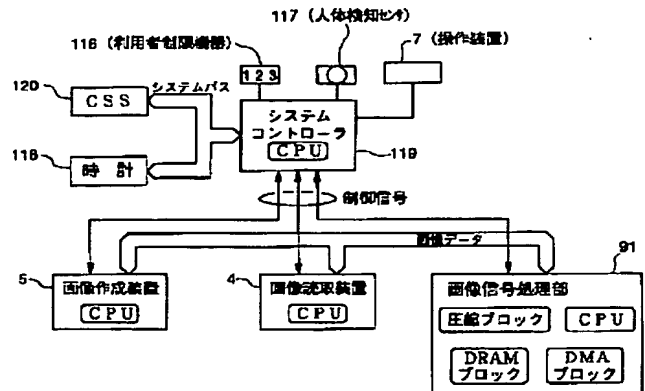 117 (人体検知センサ)
116 (利用者制限機器)
7 (操作装置)
1 2 3
120
CSS
システムバス
システム
コントローラ
CPU
119
118
時 計
制御信号
画像データ
91
5
画像作成装置
CPU
4
画像読取装置
CPU
画像信号処理部
圧縮ブロック
CPU
DRAM
ブロック
DMA
ブロック